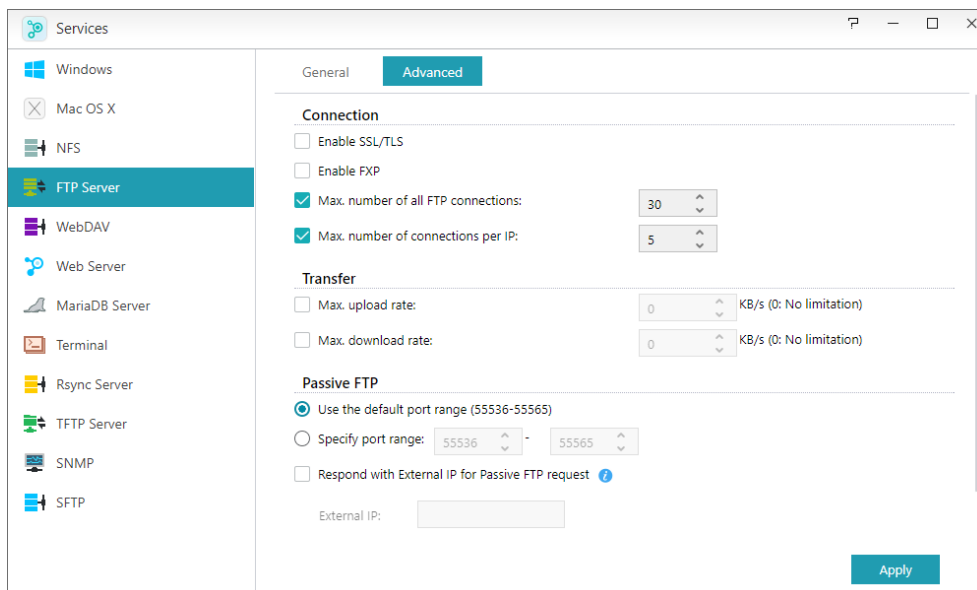 Services
Windows
Mac OS X
NFS
FTP Server
WebDAV
Web Server
MariaDB Server
Terminal
Rsync Server
TFTP Server
SNMP
SFTP
General Advanced
Connection
Enable SSL/TLS
Enable FXP
Max. number of all FTP connections: 30
Max. number of connections per IP: 5
Transfer
Max. upload rate: 0 KB/s (0: No limitation)
Max. download rate: 0 KB/s (0: No limitation)
Passive FTP
Use the default port range (55536-55565)
Specify port range: 55536 - 55565
Respond with External IP for Passive FTP request
External IP:
Apply